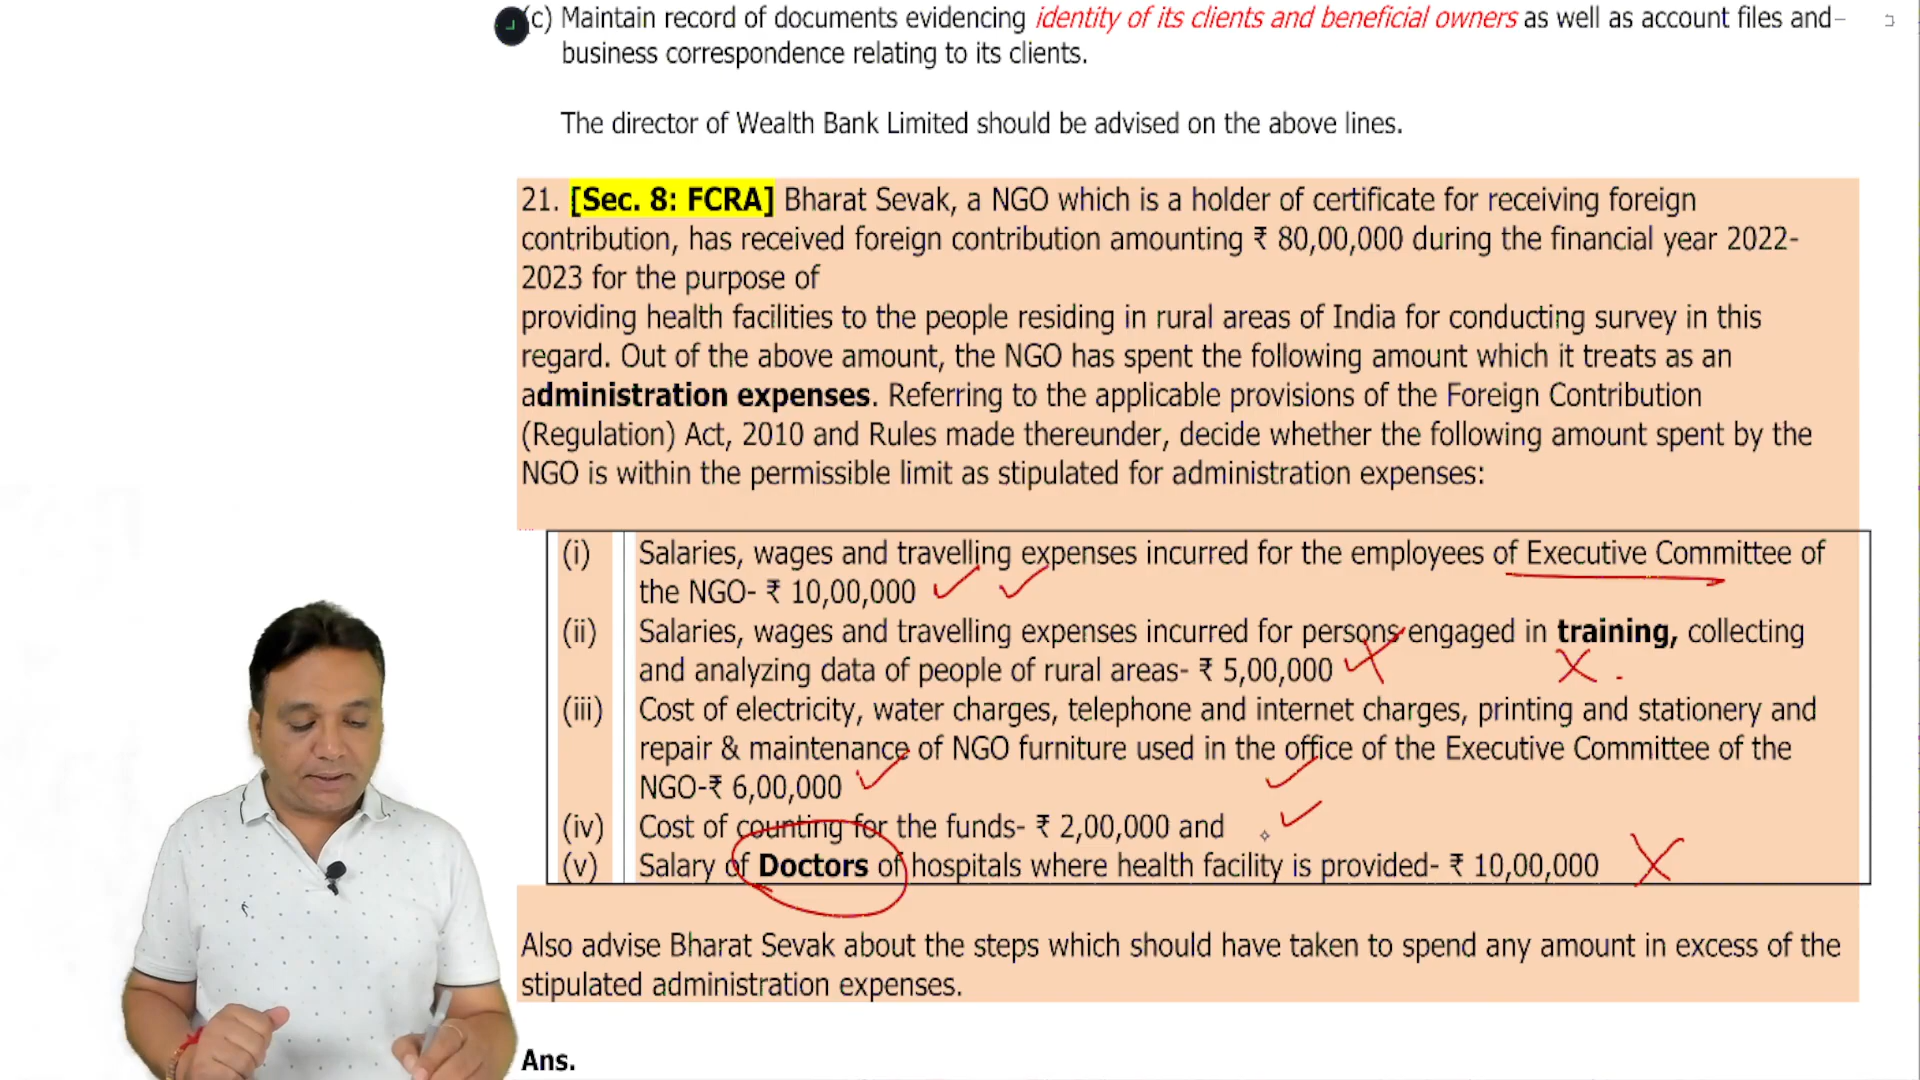 (c) Maintain record of documents evidencing identity of its clients and beneficial owners as well as account files and
business correspondence relating to its clients.
The director of Wealth Bank Limited should be advised on the above lines.
21. [Sec. 8: FCRA] Bharat Sevak, a NGO which is a holder of certificate for receiving foreign
contribution, has received foreign contribution amounting ₹ 80,00,000 during the financial year 2022-
2023 for the purpose of
providing health facilities to the people residing in rural areas of India for conducting survey in this
regard. Out of the above amount, the NGO has spent the following amount which it treats as an
administration expenses. Referring to the applicable provisions of the Foreign Contribution
(Regulation) Act, 2010 and Rules made thereunder, decide whether the following amount spent by the
NGO is within the permissible limit as stipulated for administration expenses:
(i) Salaries, wages and travelling expenses incurred for the employees of Executive Committee of
the NGO- ₹ 10,00,000
(ii) Salaries, wages and travelling expenses incurred for persons engaged in training, collecting
and analyzing data of people of rural areas- ₹ 5,00,000
(iii) Cost of electricity, water charges, telephone and internet charges, printing and stationery and
repair & maintenance of NGO furniture used in the office of the Executive Committee of the
NGO-₹ 6,00,000
(iv) Cost of counting for the funds- ₹ 2,00,000 and
(v) Salary of Doctors of hospitals where health facility is provided- ₹ 10,00,000
Also advise Bharat Sevak about the steps which should have taken to spend any amount in excess of the
stipulated administration expenses.
Ans.